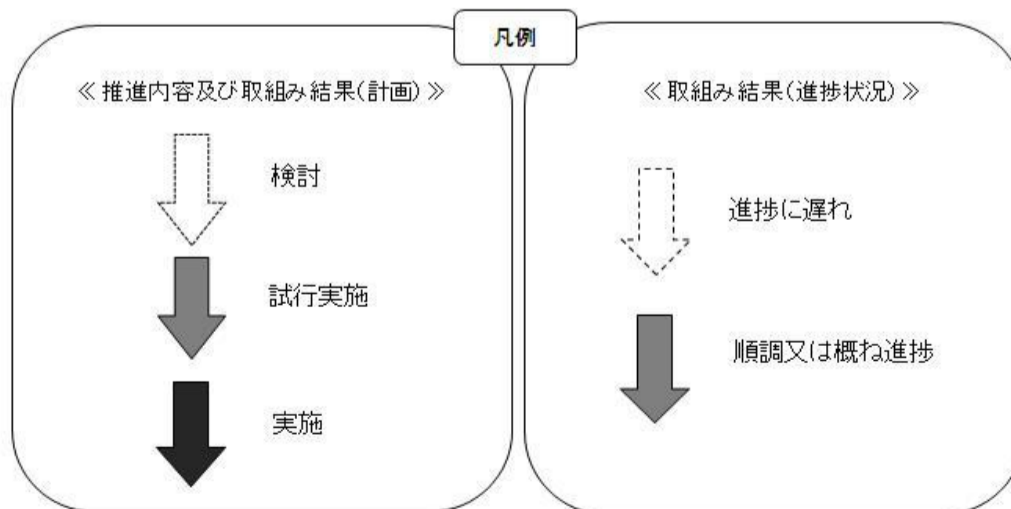 凡例
≪ 推進内容及び取組み結果(計画) ≫
検討
試行実施
実施
≪ 取組み結果(進捗状況) ≫
進捗に遅れ
順調又は概ね進捗